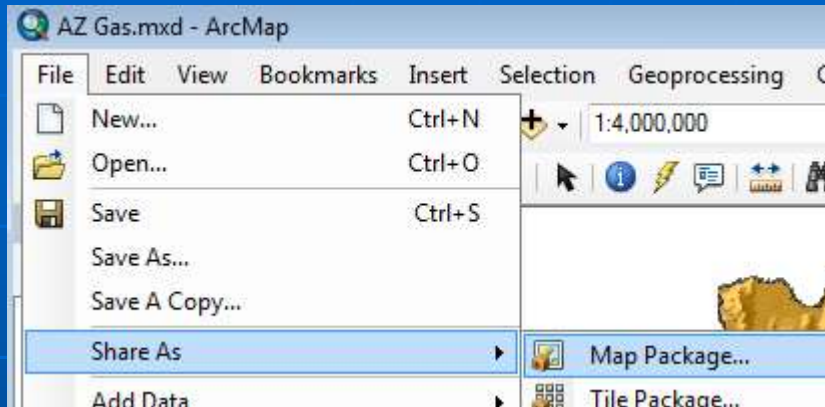 AZ Gas.mxd - ArcMap
File Edit View Bookmarks Insert Selection Geoprocessing
New... Ctrl+N 1:4,000,000
Open... Ctrl+O
Save Ctrl+S
Save As...
Save A Copy...
Share As Map Package...
Add Data Tile Package...